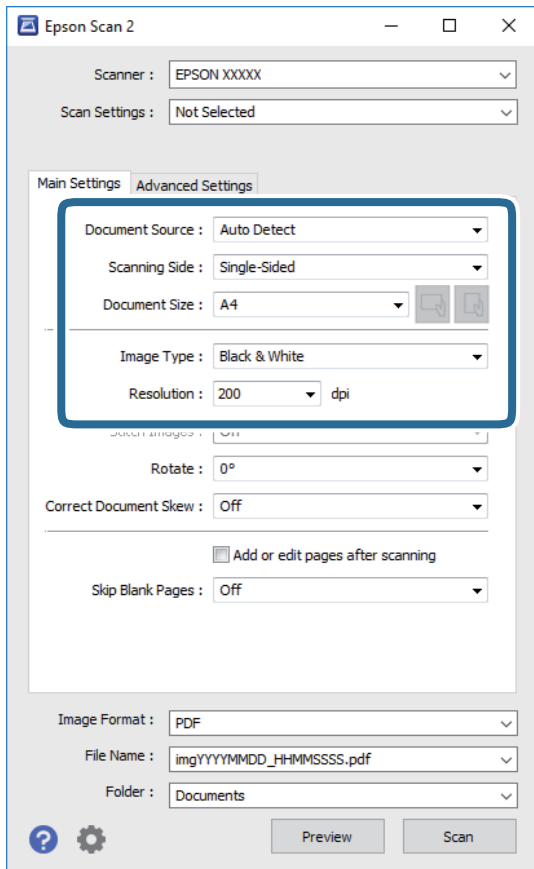 Epson Scan 2
Scanner : EPSON XXXXX
Scan Settings : Not Selected
Main Settings Advanced Settings
Document Source : Auto Detect
Scanning Side : Single-Sided
Document Size : A4
Image Type : Black & White
Resolution : 200 dpi
Rotate : 0°
Correct Document Skew : Off
Add or edit pages after scanning
Skip Blank Pages : Off
Image Format : PDF
File Name : imgYYYYMMDD_HHMMSSSS.pdf
Folder : Documents
? Preview Scan